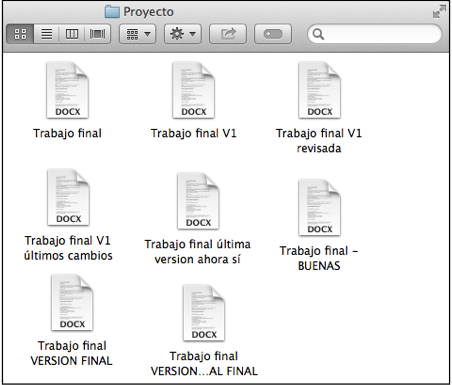 Proyecto
DOCX
DOCX
DOCX
Trabajo final
Trabajo final V1
Trabajo final V1
revisada
DOCX
DOCX
DOCX
Trabajo final V1
últimos cambios
Trabajo final última
version ahora sí
Trabajo final -
BUENAS
DOCX
DOCX
Trabajo final
VERSION FINAL
Trabajo final
VERSION...AL FINAL